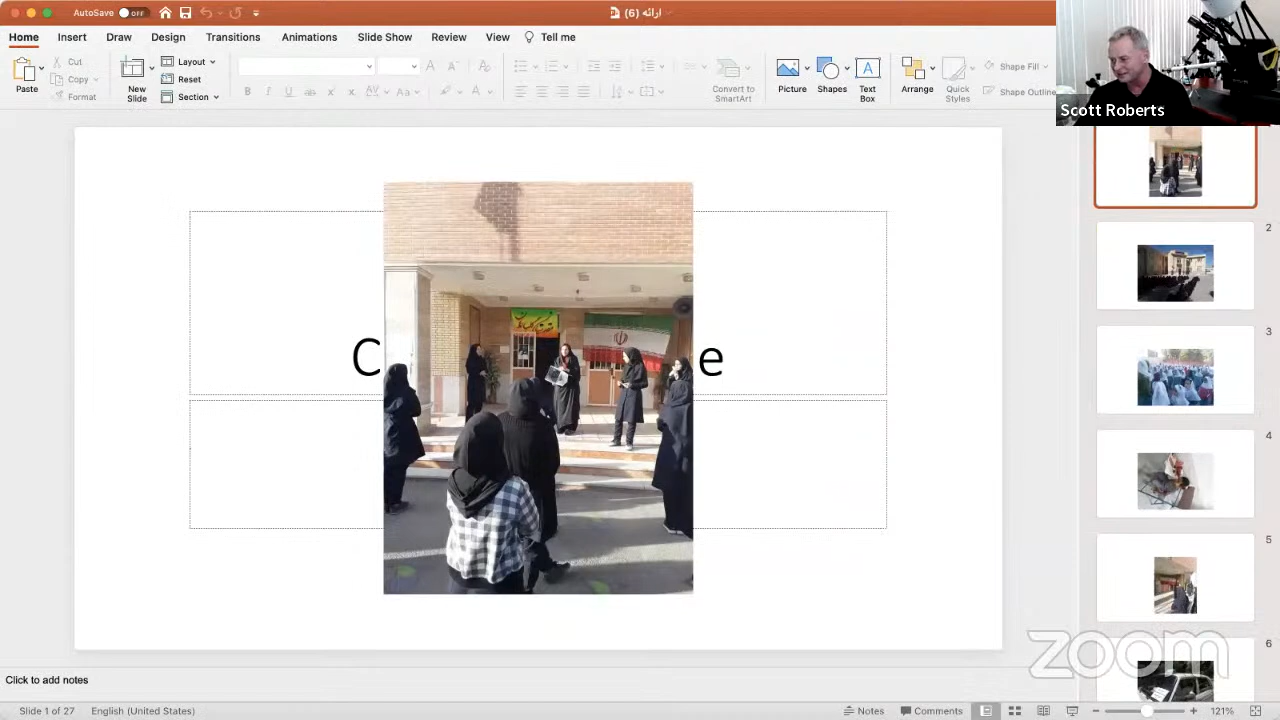 AutoSave OFF
ارائه (6)
Home Insert Draw Design Transitions Animations Slide Show Review View Tell me
Paste
Cut
Copy
Format
New Slide
Layout
Reset
Section
Convert to SmartArt
Picture
Shapes
Text Box
Arrange
Quick Styles
Shape Fill
Shape Outline
Scott Roberts
C e
2
3
4
5
6
zoom
Click to add notes
Slide 1 of 27 English (United States)
Notes Comments 121%